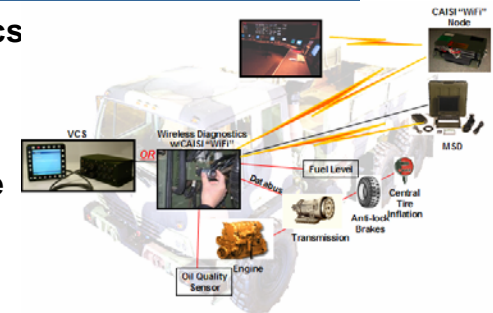 cs
CAISI "WiFi"
Node
VCS
Wireless Diagnostics
w/CAISI "WiFi"
OR
MSD
Fuel Level
Databus
e
Central
Tire
Inflation
Anti-lock
Brakes
Transmission
Engine
Oil Quality
Sensor